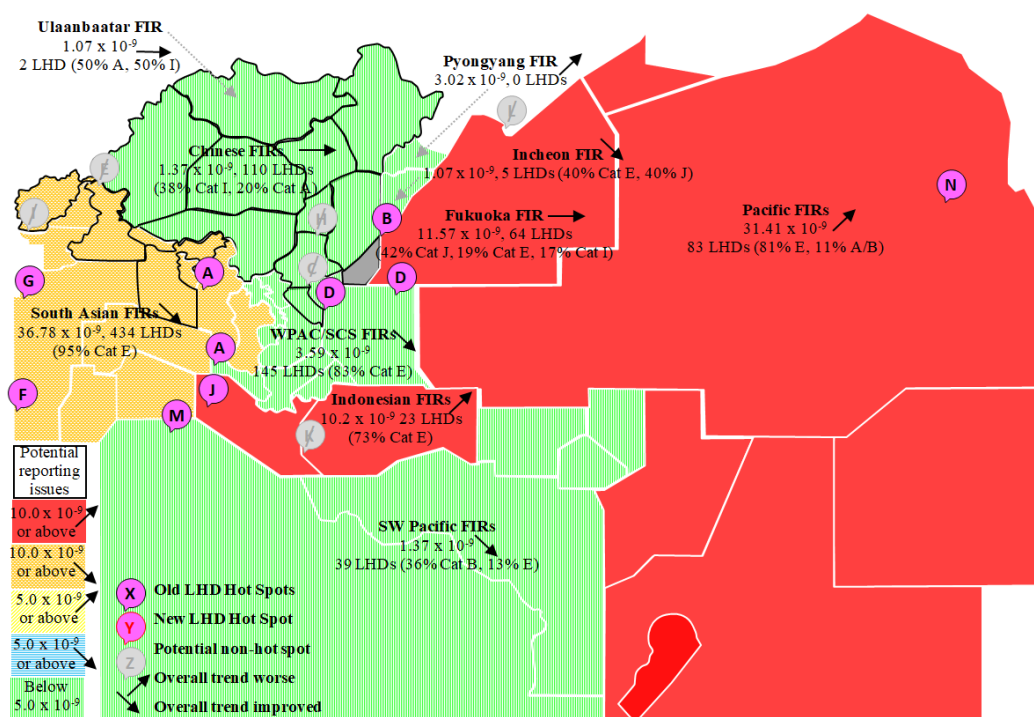 Ulaanbaatar FIR
1.07 x 10-9
2 LHD (50% A, 50% I)
Pyongyang FIR
3.02 x 10-9, 0 LHDs
Ł
Chinese FIRs
1.37 x 10-9, 110 LHDs
(38% Cat I, 20% Cat A)
Incheon FIR
1.07 x 10-9, 5 LHDs (40% Cat E, 40% J)
E
I
H
B
N
Fukuoka FIR
11.57 x 10-9, 64 LHDs
(42% Cat J, 19% Cat E, 17% Cat I)
Pacific FIRs
31.41 x 10-9
83 LHDs (81% E, 11% A/B)
G
A
C
D
D
South Asian FIRs
36.78 x 10-9, 434 LHDs
(95% Cat E)
WPAC/SCS FIRs
3.59 x 10-9
145 LHDs (83% Cat E)
A
F
J
M
K
Indonesian FIRs
10.2 x 10-9 23 LHDs
(73% Cat E)
SW Pacific FIRs
1.37 x 10-9
39 LHDs (36% Cat B, 13% E)
Potential
reporting
issues
10.0 x 10-9
or above
10.0 x 10-9
or above
5.0 x 10-9
or above
5.0 x 10-9
or above
Below
5.0 x 10-9
X Old LHD Hot Spots
Y New LHD Hot Spot
Z Potential non-hot spot
Overall trend worse
Overall trend improved